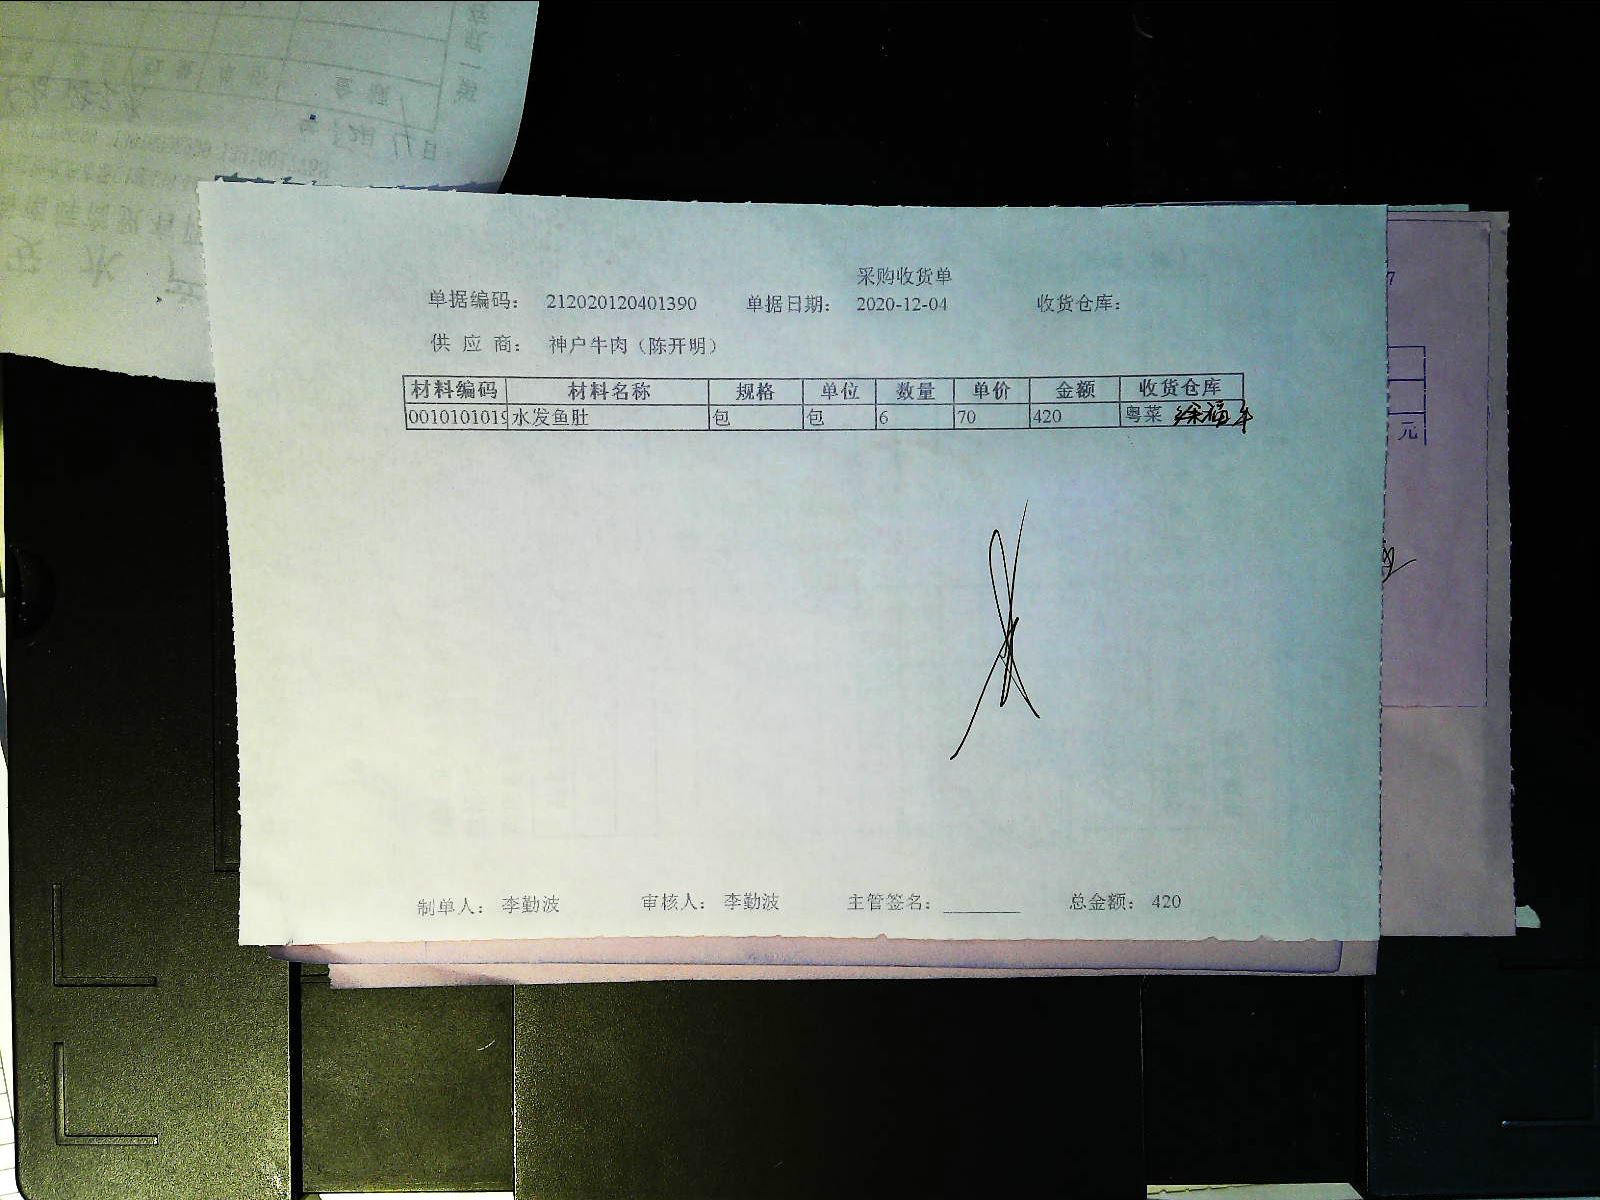 采购收货单
单据编码： 212020120401390 单据日期： 2020-12-04 收货仓库：
供 应 商： 神户牛肉（陈开明）
材料编码 材料名称 规格 单位 数量 单价 金额 收货仓库
0010101019 水发鱼肚 包 包 6 70 420 粤菜
元
制单人： 李勤波 审核人： 李勤波 主管签名：________ 总金额： 420